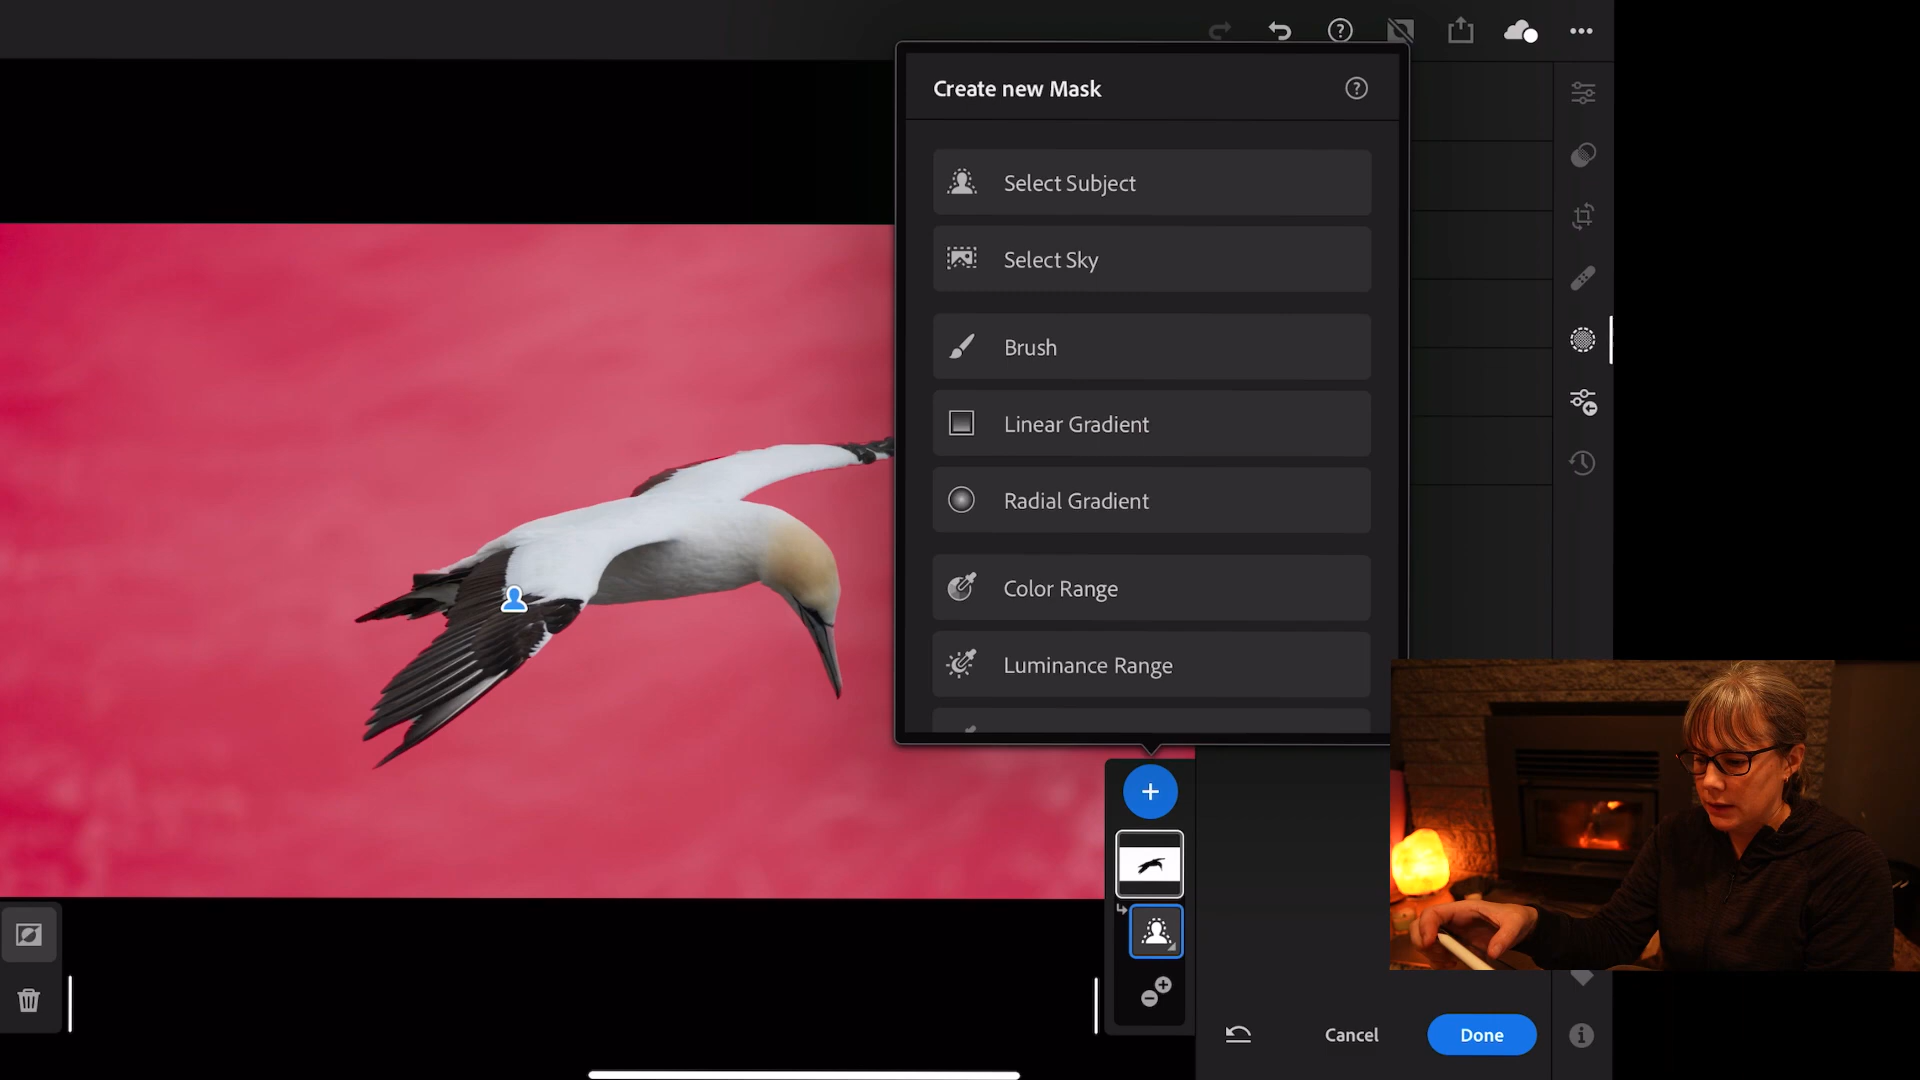 Create new Mask
Select Subject
Select Sky
Brush
Linear Gradient
Radial Gradient
Color Range
Luminance Range
Cancel
Done